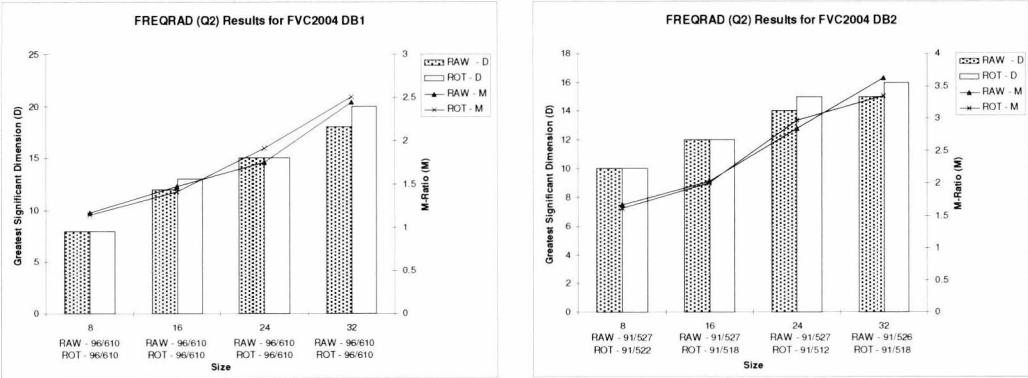 FREQRAD (Q2) Results for FVC2004 DB1
Greatest Significant Dimension (D)
25
20
15
10
5
0
3
2.5
2
1.5
1
0.5
0
M-Ratio (M)
RAW - D
ROT - D
RAW - M
ROT - M
8 16 24 32
RAW - 96/610 RAW - 96/610 RAW - 96/610 RAW - 96/610
ROT - 96/610 ROT - 96/610 ROT - 96/610 ROT - 96/610
Size
FREQRAD (Q2) Results for FVC2004 DB2
Greatest Significant Dimension (D)
18
16
14
12
10
8
6
4
2
0
4
3.5
3
2.5
2
1.5
1
0.5
0
M-Ratio (M)
RAW - D
ROT - D
RAW - M
ROT - M
8 16 24 32
RAW - 91/527 RAW - 91/527 RAW - 91/527 RAW - 91/526
ROT - 91/522 ROT - 91/518 ROT - 91/512 ROT - 91/518
Size